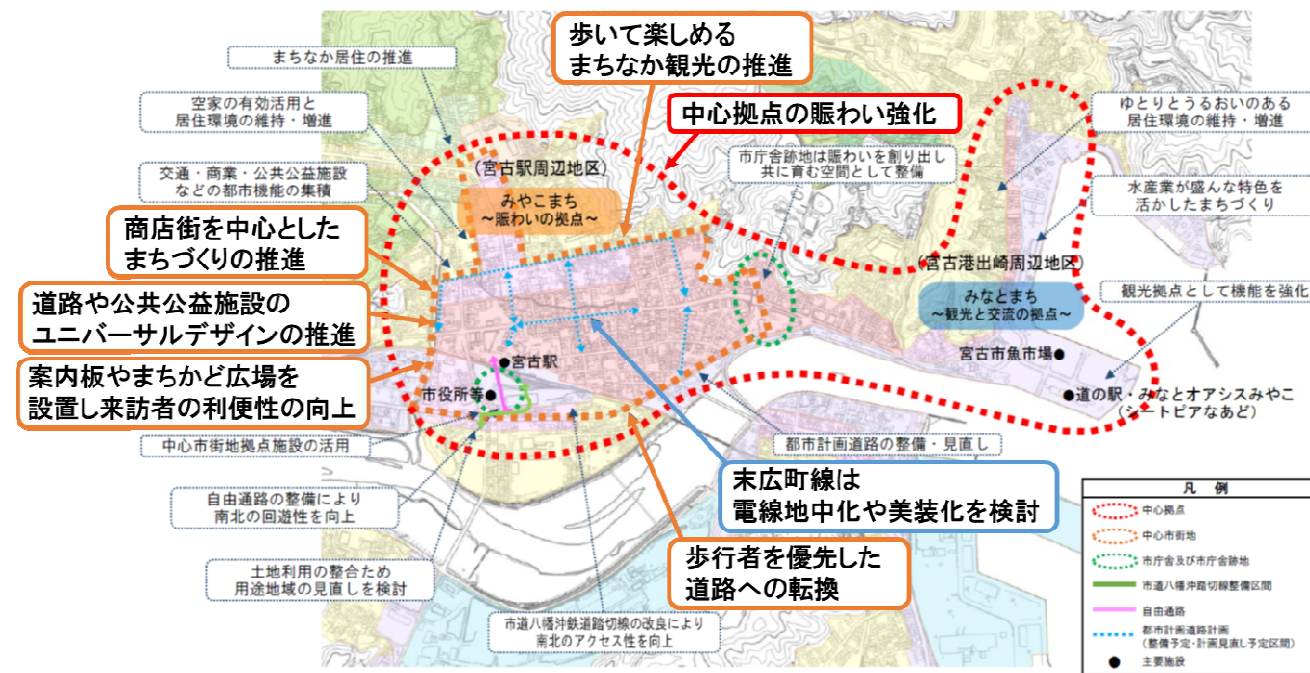 歩いて楽しめる
まちなか観光の推進
まちなか居住の推進
中心拠点の賑わい強化
空家の有効活用と
居住環境の維持・増進
ゆとりとうるおいのある
居住環境の維持・増進
市庁舎跡地は賑わいを創り出し
共に育む空間として整備
(宮古駅周辺地区)
交通・商業・公共公益施設
などの都市機能の集積
みやこまち
~賑わいの拠点~
水産業が盛んな特色を
活かしたまちづくり
商店街を中心とした
まちづくりの推進
(宮古港出崎周辺地区)
道路や公共公益施設の
ユニバーサルデザインの推進
みなとまち
~観光と交流の拠点~
観光拠点として機能を強化
宮古駅
宮古市魚市場
案内板やまちかど広場を
設置し来訪者の利便性の向上
市役所等
道の駅・みなとオアシスみやこ
(シートピアなあど)
中心市街地拠点施設の活用
都市計画道路の整備・見直し
末広町線は
電線地中化や美装化を検討
自由通路の整備により
南北の回遊性を向上
歩行者を優先した
道路への転換
土地利用の整合ため
用途地域の見直しを検討
市道八幡沖鉄道踏切線の改良により
南北のアクセス性を向上
凡 例
中心拠点
中心市街地
市庁舎及び市庁舎跡地
市道八幡沖踏切線整備区間
自由通路
都市計画道路計画
(整備予定・計画見直し予定区間)
主要施設